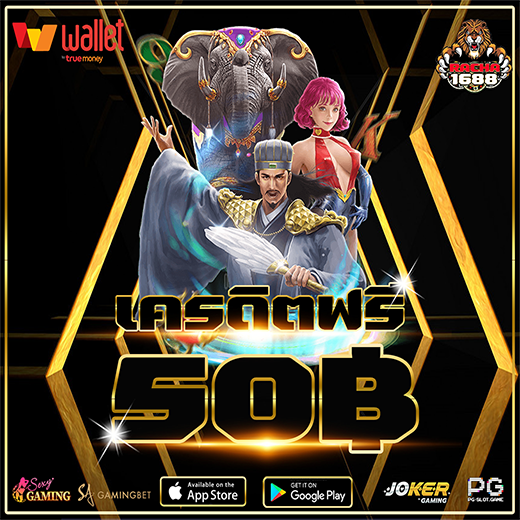 wallet
by truemoney
RACHA
1688
K
เครดิตฟรี
50฿
Sexy
GAMING
SA GAMINGBET
Available on the
App Store
GET IT ON
Google Play
JOKER
GAMING
PG
PG-SLOT.GAME